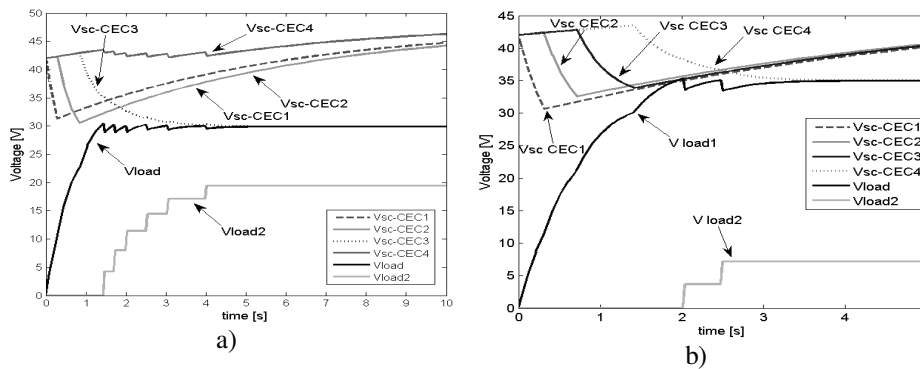 50
45
40
35
30
25
20
15
10
5
0
Voltage [V]
Vsc-CEC3
Vsc-CEC4
Vsc-CEC2
Vsc-CEC1
Vload
Vload2
Vsc-CEC1
Vsc-CEC2
Vsc-CEC3
Vsc-CEC4
Vload
Vload2
0 1 2 3 4 5 6 7 8 9 10
time [s]
a)
45
40
35
30
25
20
15
10
5
0
Voltage [V]
Vsc CEC2
Vsc CEC3
Vsc CEC4
Vsc CEC1
V load1
V load2
Vsc-CEC1
Vsc-CEC2
Vsc-CEC3
Vsc-CEC4
Vload
Vload2
0 1 2 3 4
time [s]
b)